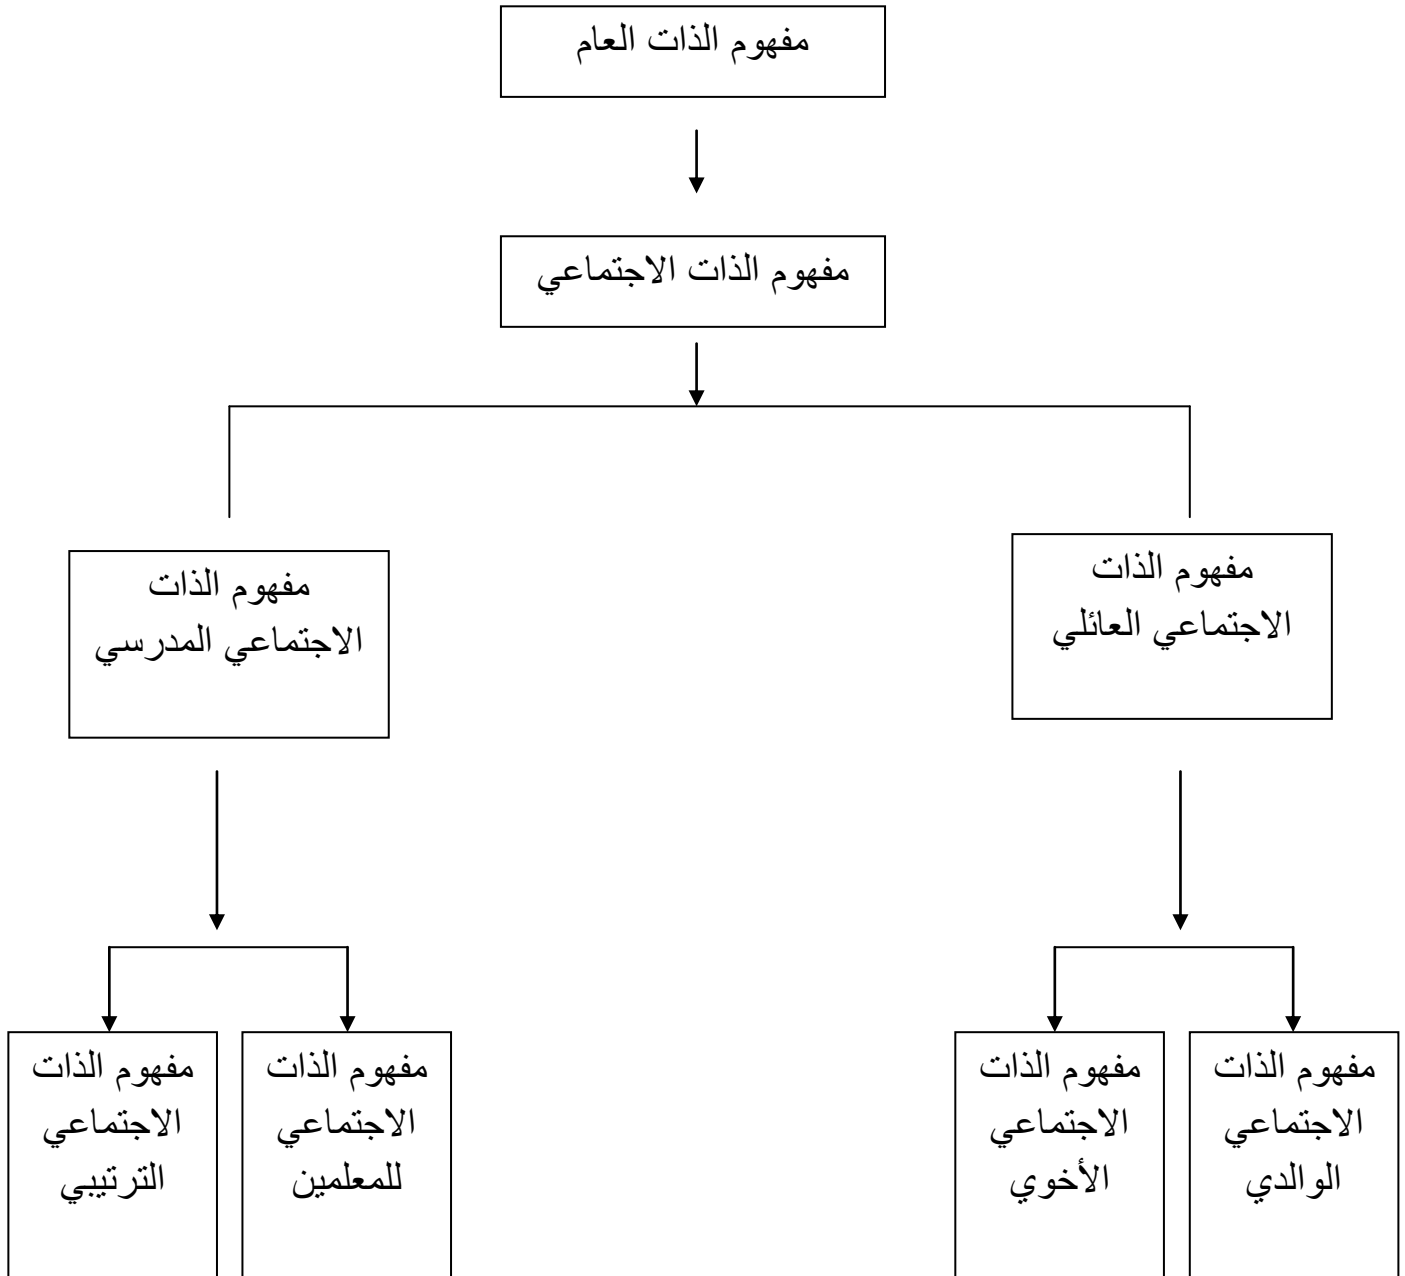 مفهوم الذات العام
مفهوم الذات الاجتماعي
مفهوم الذات
الاجتماعي العائلي
مفهوم الذات
الاجتماعي المدرسي
مفهوم الذات
الاجتماعي
الوالدي
مفهوم الذات
الاجتماعي
الأخوي
مفهوم الذات
الاجتماعي
للمعلمين
مفهوم الذات
الاجتماعي
الترتيبي